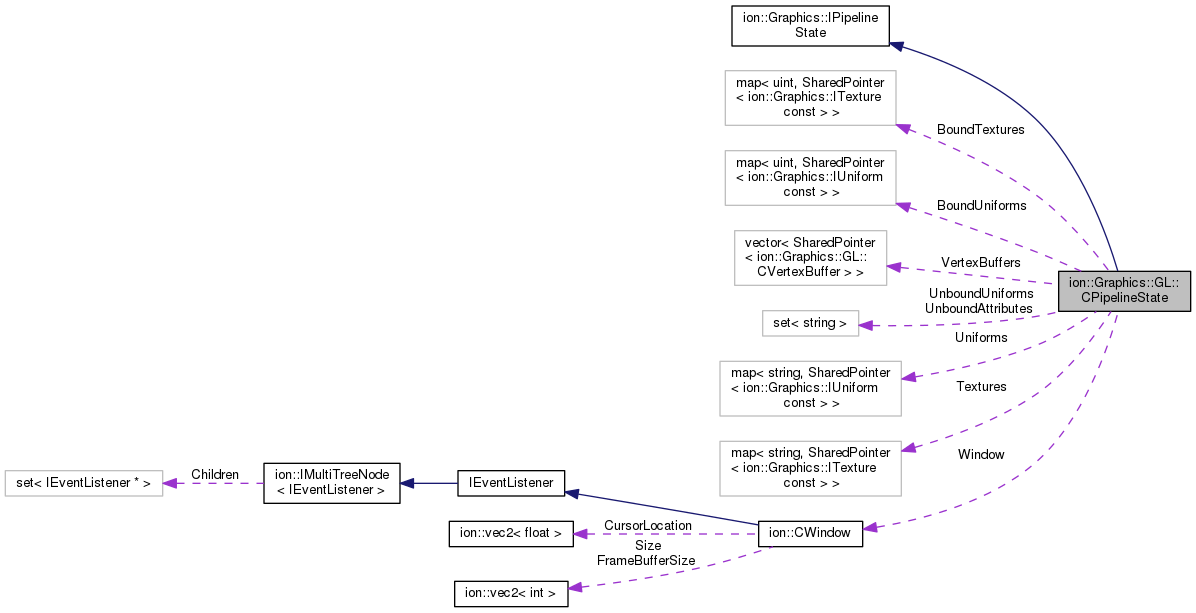 ion::Graphics::IPipeline
State
map< uint, SharedPointer
< ion::Graphics::ITexture
const > >
BoundTextures
map< uint, SharedPointer
< ion::Graphics::IUniform
const > >
BoundUniforms
vector< SharedPointer
< ion::Graphics::GL::
CVertexBuffer > >
VertexBuffers
ion::Graphics::GL::
CPipelineState
UnboundUniforms
UnboundAttributes
set< string >
Uniforms
map< string, SharedPointer
< ion::Graphics::IUniform
const > >
Textures
map< string, SharedPointer
< ion::Graphics::ITexture
const > >
Window
set< IEventListener * >
Children
ion::IMultiTreeNode
< IEventListener >
IEventListener
ion::vec2< float >
CursorLocation
ion::CWindow
Size
FrameBufferSize
ion::vec2< int >